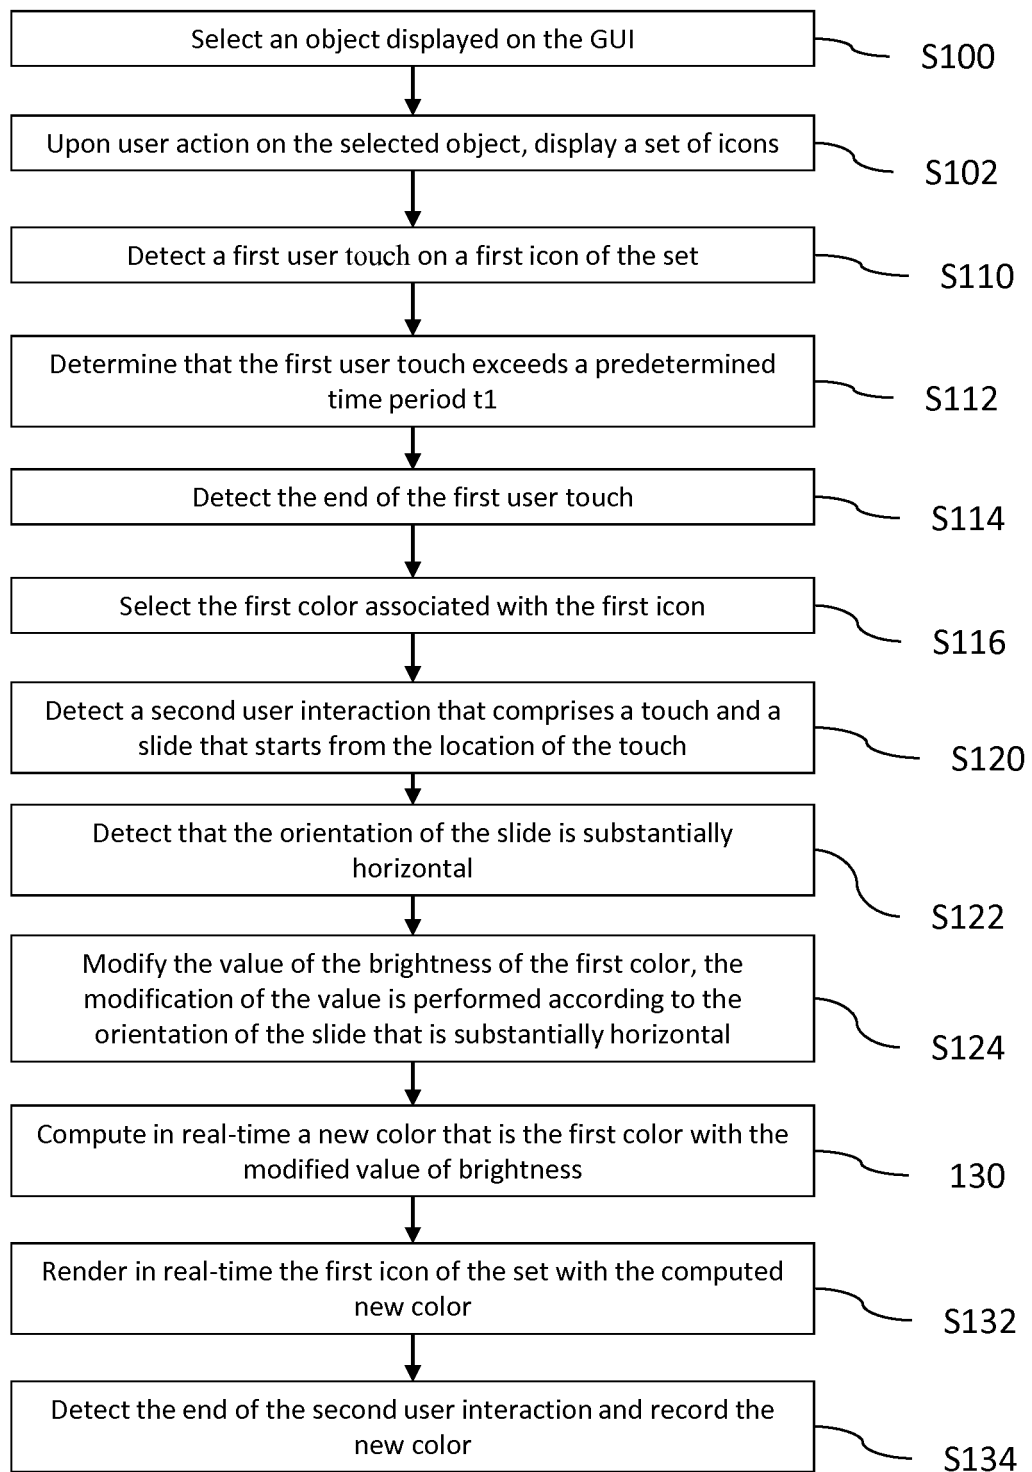 Select an object displayed on the GUI
S100
Upon user action on the selected object, display a set of icons
S102
Detect a first user touch on a first icon of the set
S110
Determine that the first user touch exceeds a predetermined
time period t1
S112
Detect the end of the first user touch
S114
Select the first color associated with the first icon
S116
Detect a second user interaction that comprises a touch and a
slide that starts from the location of the touch
S120
Detect that the orientation of the slide is substantially
horizontal
S122
Modify the value of the brightness of the first color, the
modification of the value is performed according to the
orientation of the slide that is substantially horizontal
S124
Compute in real-time a new color that is the first color with the
modified value of brightness
130
Render in real-time the first icon of the set with the computed
new color
S132
Detect the end of the second user interaction and record the
new color
S134